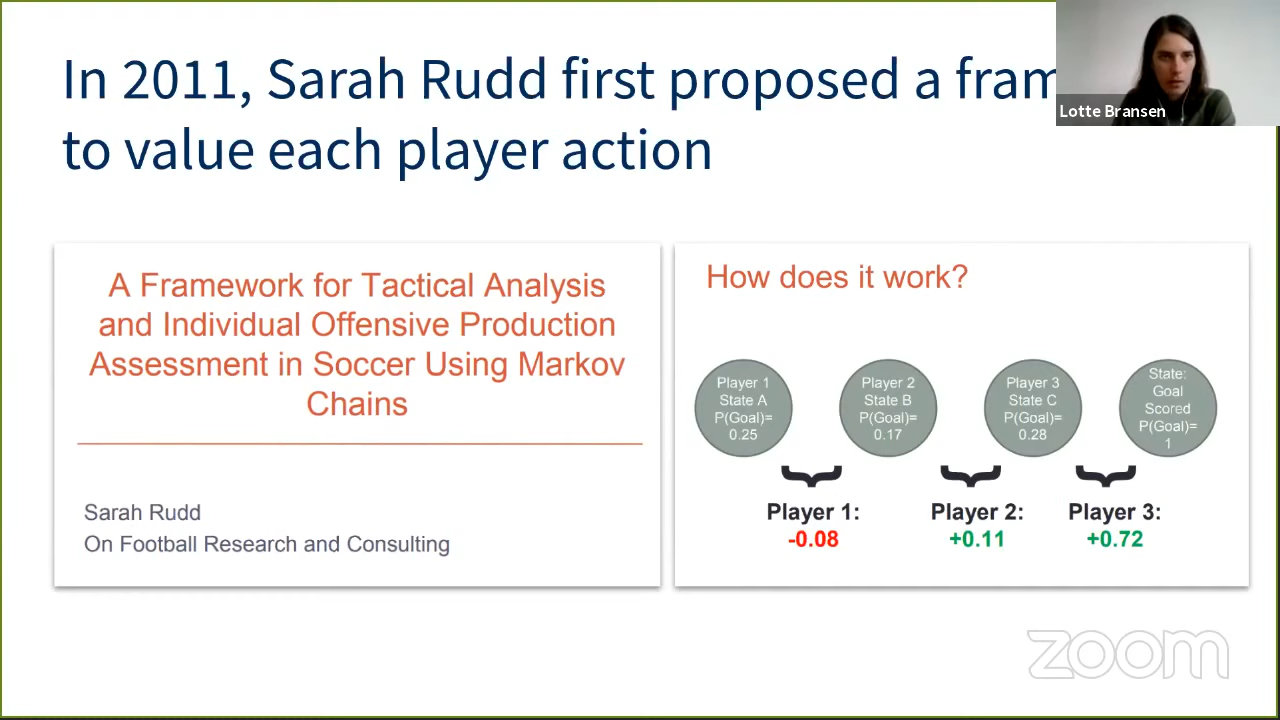 In 2011, Sarah Rudd first proposed a fram
to value each player action
Lotte Bransen
A Framework for Tactical Analysis
and Individual Offensive Production
Assessment in Soccer Using Markov
Chains
Sarah Rudd
On Football Research and Consulting
How does it work?
Player 1
State A
P(Goal)=
0.25
Player 2
State B
P(Goal)=
0.17
Player 3
State C
P(Goal)=
0.28
State:
Goal
Scored
P(Goal)=
1
Player 1:
-0.08
Player 2:
+0.11
Player 3:
+0.72
zoom